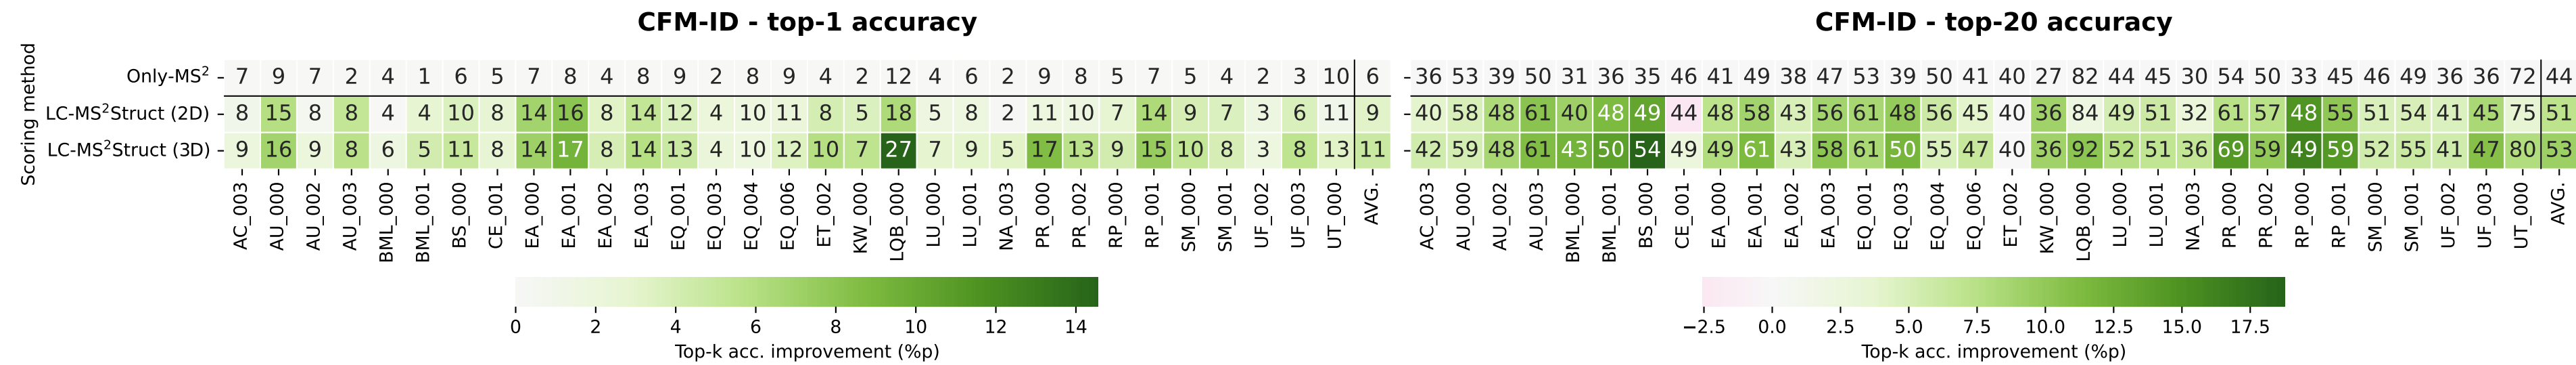 CFM-ID - top-1 accuracy
CFM-ID - top-20 accuracy
Scoring method
Only-MS² 7 9 7 2 4 1 6 5 7 8 4 8 9 2 8 9 4 2 12 4 6 2 9 8 5 7 5 4 2 3 10 6
36 53 39 50 31 36 35 46 41 49 38 47 53 39 50 41 40 27 82 44 45 30 54 50 33 45 46 49 36 36 72 44
LC-MS²Struct (2D) 8 15 8 8 4 4 10 8 14 16 8 14 12 4 10 11 8 5 18 5 8 2 11 10 7 14 9 7 3 6 11 9
40 58 48 61 40 48 49 44 48 58 43 56 61 48 56 45 40 36 84 49 51 32 61 57 48 55 51 54 41 45 75 51
LC-MS²Struct (3D) 9 16 9 8 6 5 11 8 14 17 8 14 13 4 10 12 10 7 27 7 9 5 17 13 9 15 10 8 3 8 13 11
42 59 48 61 43 50 54 49 49 61 43 58 61 50 55 47 40 36 92 52 51 36 69 59 49 59 52 55 41 47 80 53
AC_003 AU_000 AU_002 AU_003 BML_000 BML_001 BS_000 CE_001 EA_000 EA_001 EA_002 EA_003 EQ_001 EQ_003 EQ_004 EQ_006 ET_002 KW_000 LQB_000 LU_000 LU_001 NA_003 PR_000 PR_002 RP_000 RP_001 SM_000 SM_001 UF_002 UF_003 UT_000 AVG.
AC_003 AU_000 AU_002 AU_003 BML_000 BML_001 BS_000 CE_001 EA_000 EA_001 EA_002 EA_003 EQ_001 EQ_003 EQ_004 EQ_006 ET_002 KW_000 LQB_000 LU_000 LU_001 NA_003 PR_000 PR_002 RP_000 RP_001 SM_000 SM_001 UF_002 UF_003 UT_000 AVG.
0 2 4 6 8 10 12 14
Top-k acc. improvement (%p)
−2.5 0.0 2.5 5.0 7.5 10.0 12.5 15.0 17.5
Top-k acc. improvement (%p)